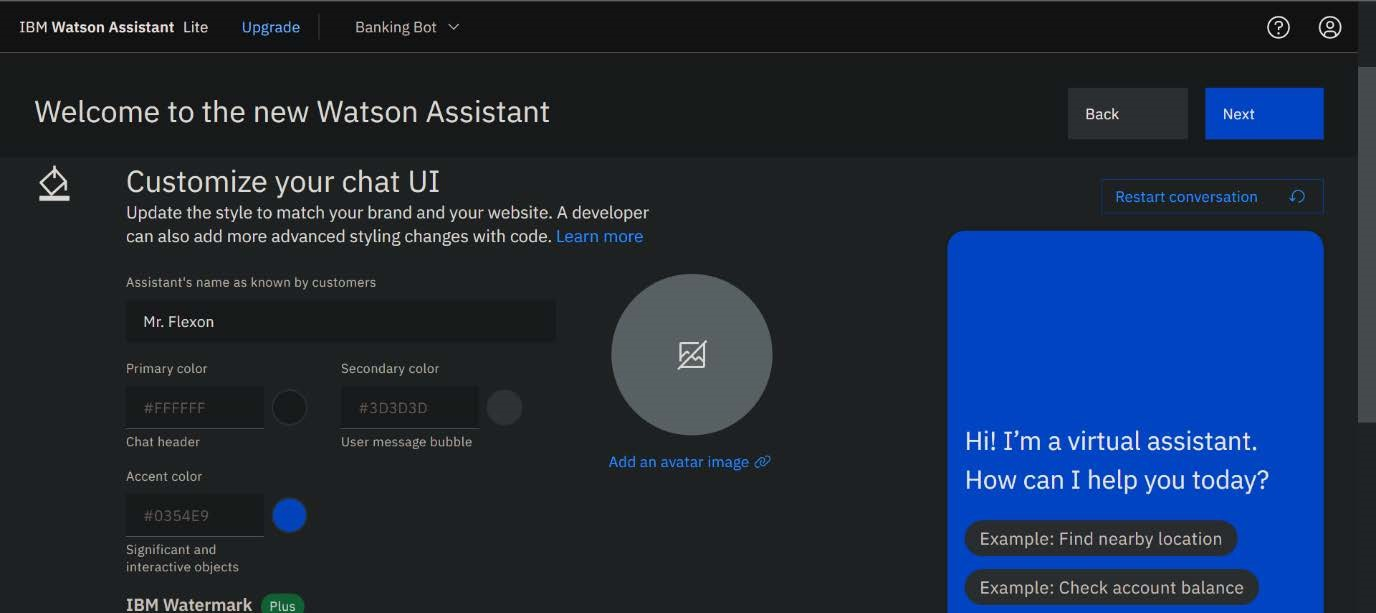 IBM Watson Assistant Lite Upgrade Banking Bot
Welcome to the new Watson Assistant
Back
Next
Customize your chat UI
Update the style to match your brand and your website. A developer
can also add more advanced styling changes with code. Learn more
Restart conversation
Assistant's name as known by customers
Mr. Flexon
Primary color
Secondary color
#FFFFFF
#3D3D3D
Chat header
User message bubble
Accent color
#0354E9
Significant and
interactive objects
IBM Watermark Plus
Add an avatar image
Hi! I’m a virtual assistant.
How can I help you today?
Example: Find nearby location
Example: Check account balance